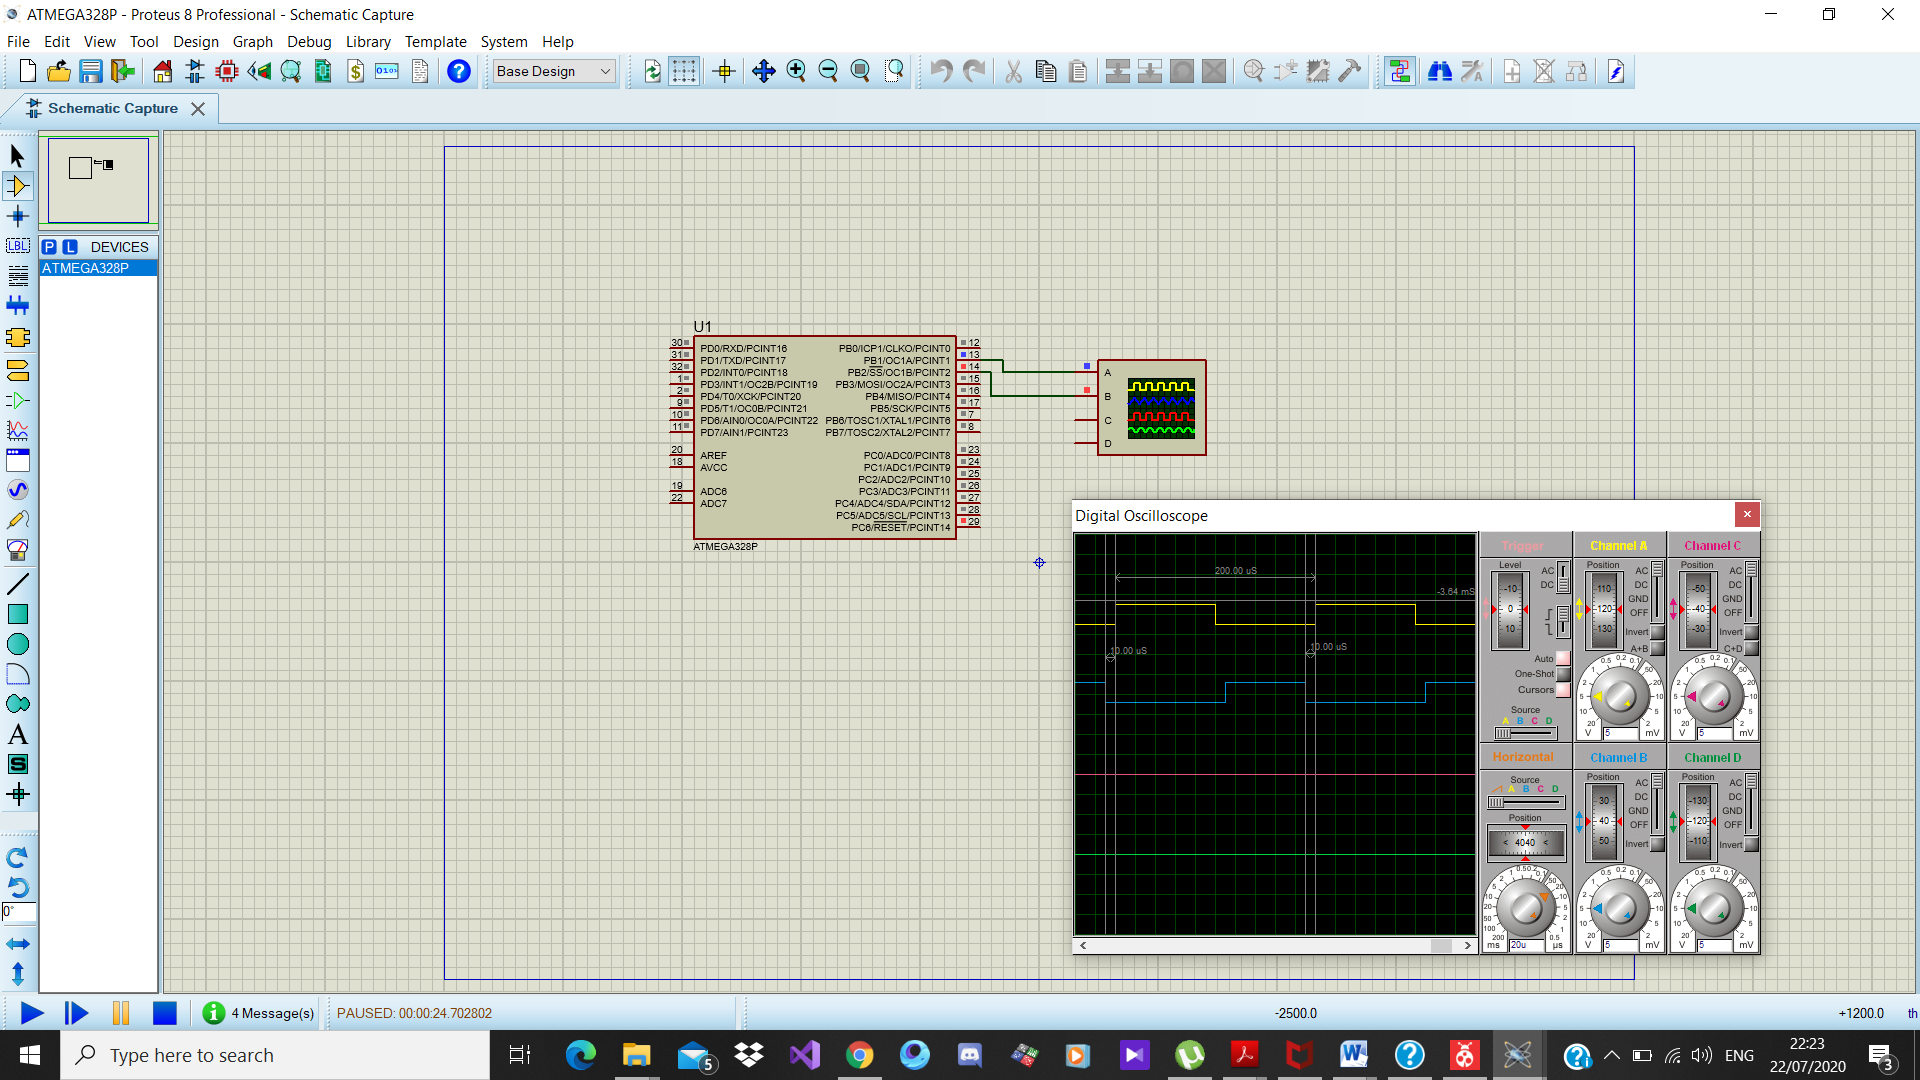 ATMEGA328P - Proteus 8 Professional - Schematic Capture
File Edit View Tool Design Graph Debug Library Template System Help
Base Design
Schematic Capture
P L DEVICES
ATMEGA328P
LBL
A
S
0°
U1
30 PD0/RXD/PCINT16 PB0/ICP1/CLKO/PCINT0 12
31 PD1/TXD/PCINT17 PB1/OC1A/PCINT1 13
32 PD2/INT0/PCINT18 PB2/SS/OC1B/PCINT2 14
1 PD3/INT1/OC2B/PCINT19 PB3/MOSI/OC2A/PCINT3 15
2 PD4/T0/XCK/PCINT20 PB4/MISO/PCINT4 16
9 PD5/T1/OC0B/PCINT21 PB5/SCK/PCINT5 17
10 PD6/AIN0/OC0A/PCINT22 PB6/TOSC1/XTAL1/PCINT6 7
11 PD7/AIN1/PCINT23 PB7/TOSC2/XTAL2/PCINT7 8
20 AREF PC0/ADC0/PCINT8 23
18 AVCC PC1/ADC1/PCINT9 24
PC2/ADC2/PCINT10 25
19 ADC6 PC3/ADC3/PCINT11 26
22 ADC7 PC4/ADC4/SDA/PCINT12 27
PC5/ADC5/SCL/PCINT13 28
PC6/RESET/PCINT14 29
ATMEGA328P
A
B
C
D
Digital Oscilloscope
200.00 uS
-3.64 mS
10.00 uS 10.00 uS
Trigger
Level
AC
DC
-10
0
10
Auto
One-Shot
Cursors
Source
A B C D
Channel A
Position
AC
DC
GND
OFF
110
120
130
Invert
A+B
V 5 mV
Channel C
Position
AC
DC
GND
OFF
-50
-40
-30
Invert
C+D
V 5 mV
Horizontal
Source
A B C D
Position
< 4040 <
ms 20u µs
Channel B
Position
AC
DC
GND
OFF
30
40
50
Invert
V 5 mV
Channel D
Position
AC
DC
GND
OFF
-130
-120
-110
Invert
V 5 mV
4 Message(s) PAUSED: 00:00:24.702802 -2500.0 +1200.0 th
Type here to search
5
ENG
22:23
22/07/2020
3